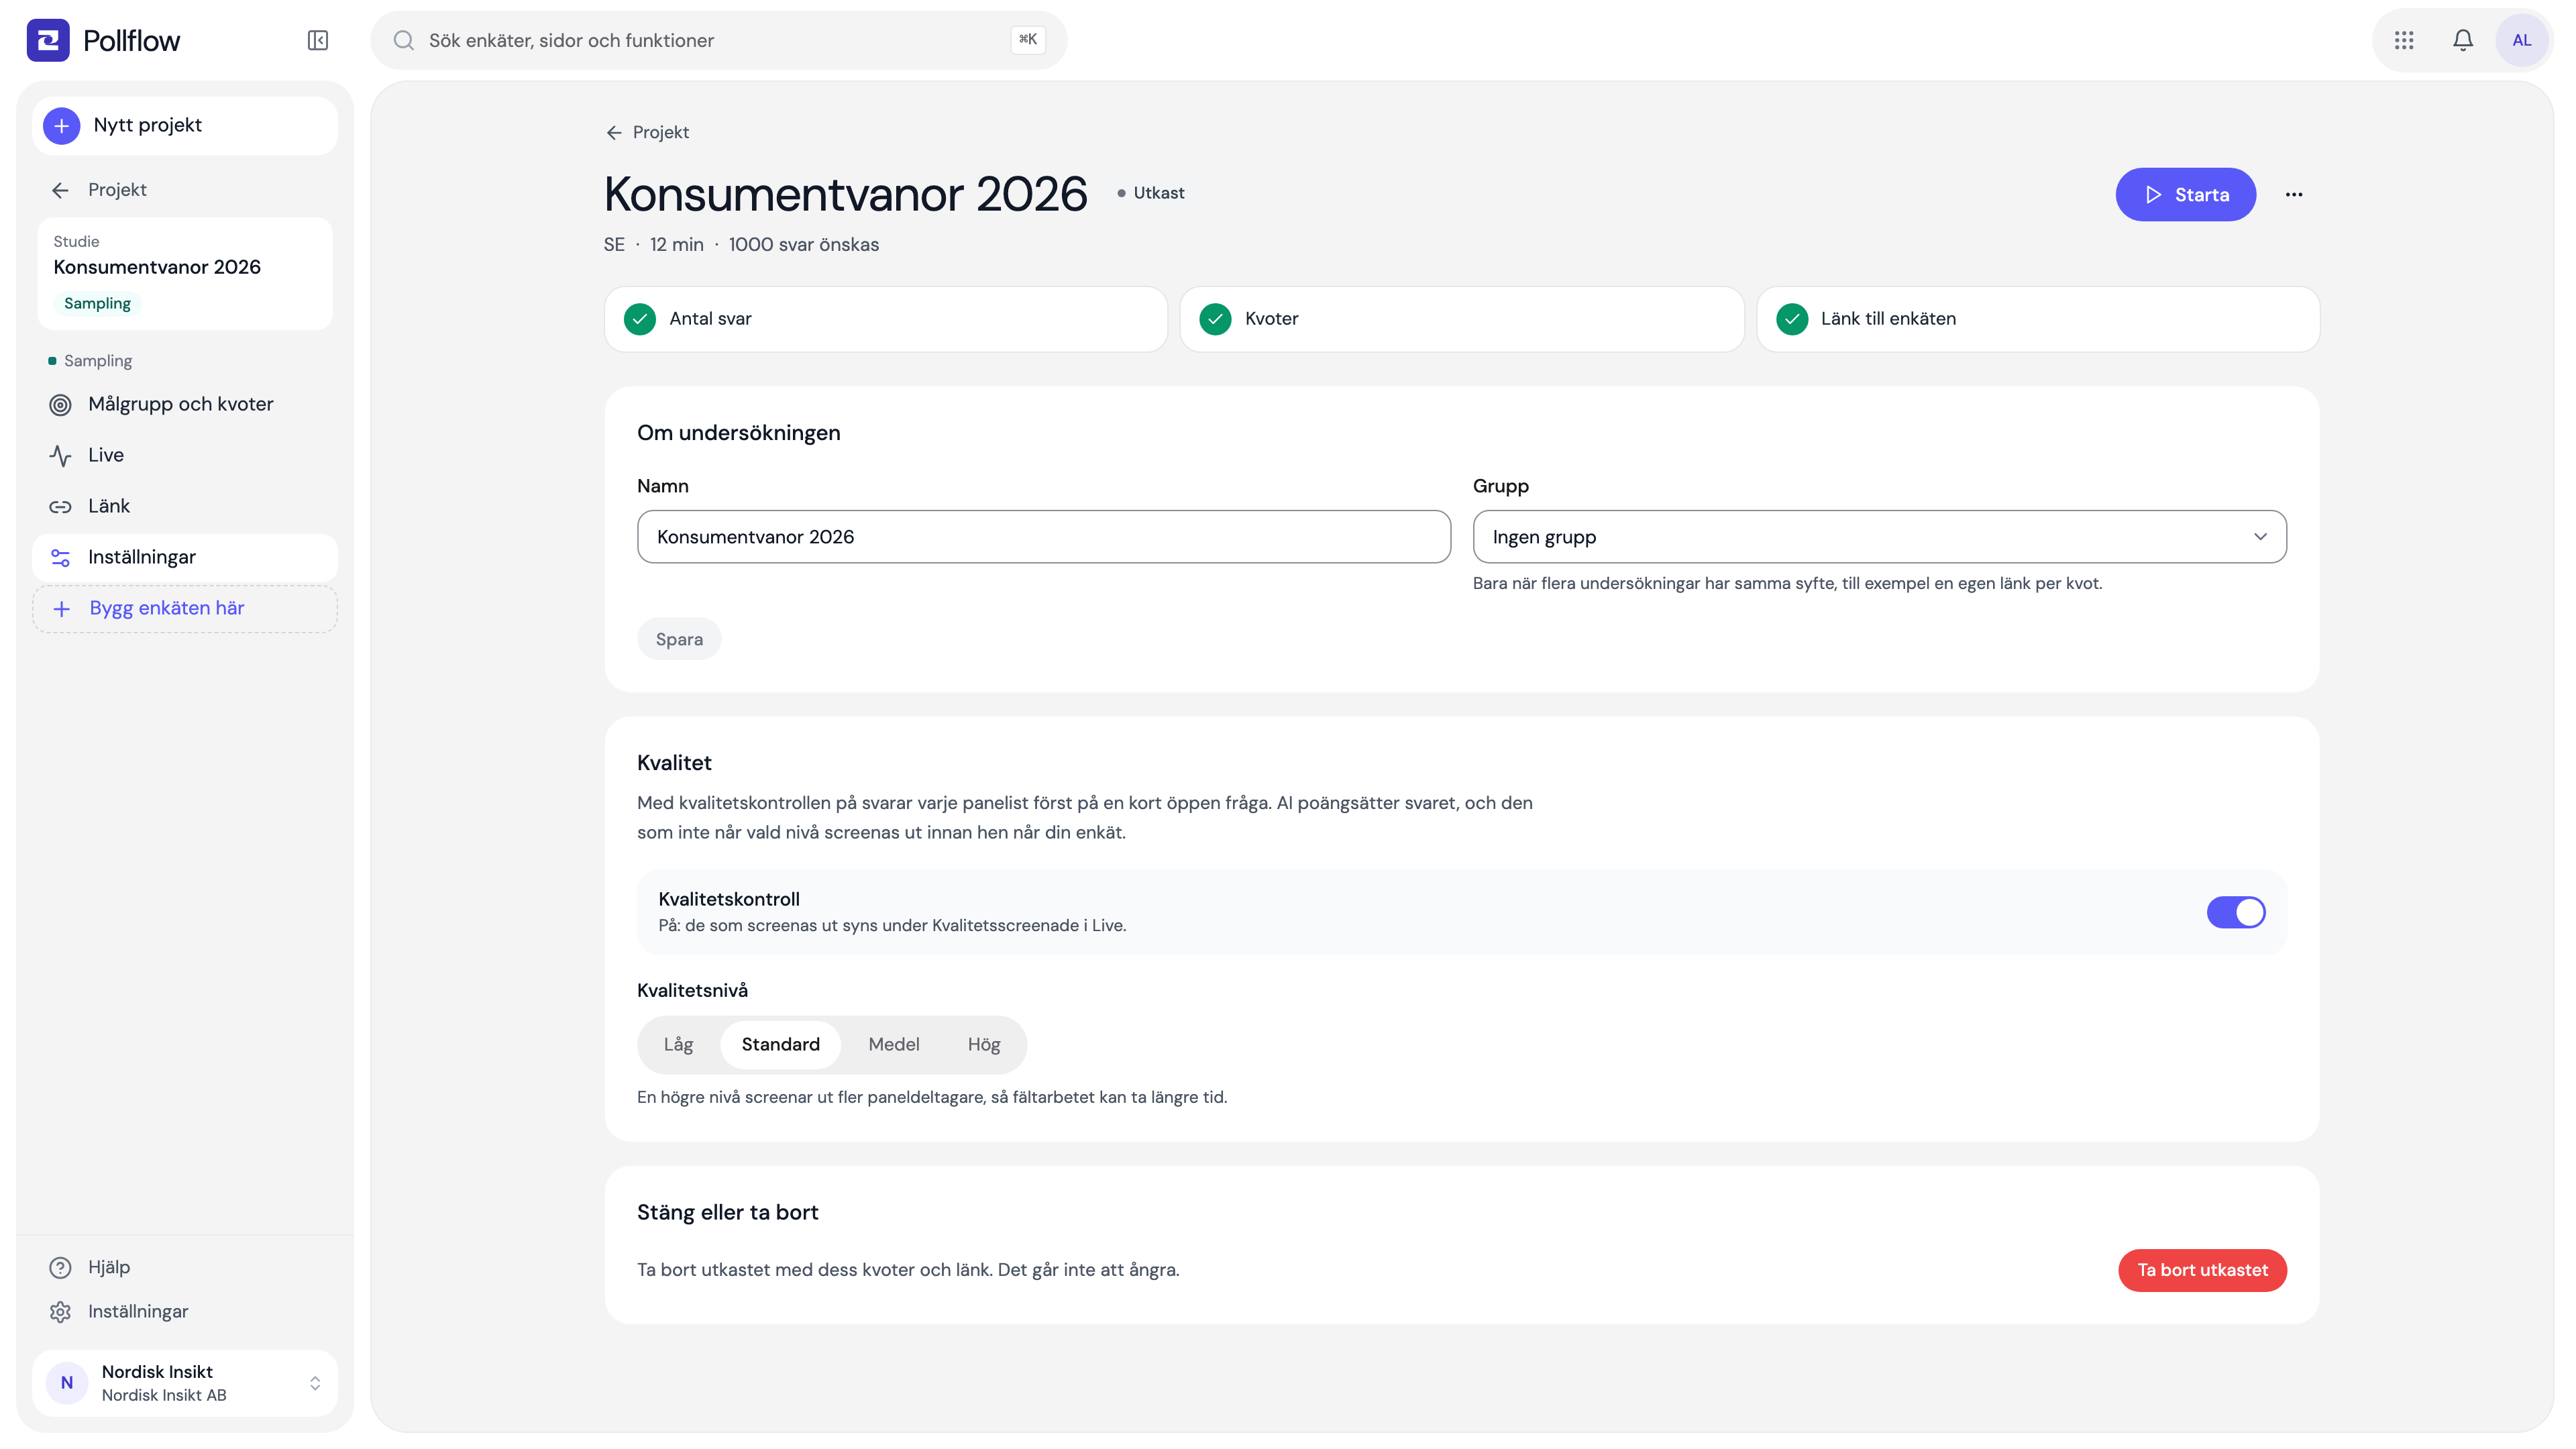 Pollflow
Sök enkäter, sidor och funktioner
⌘K
AL
Nytt projekt
Projekt
Studie
Konsumentvanor 2026
Sampling
Sampling
Målgrupp och kvoter
Live
Länk
Inställningar
Bygg enkäten här
Hjälp
Inställningar
N
Nordisk Insikt
Nordisk Insikt AB
Projekt
Konsumentvanor 2026
Utkast
Starta
SE · 12 min · 1000 svar önskas
Antal svar
Kvoter
Länk till enkäten
Om undersökningen
Namn
Grupp
Konsumentvanor 2026
Ingen grupp
Bara när flera undersökningar har samma syfte, till exempel en egen länk per kvot.
Spara
Kvalitet
Med kvalitetskontrollen på svarar varje panelist först på en kort öppen fråga. AI poängsätter svaret, och den
som inte når vald nivå screenas ut innan hen når din enkät.
Kvalitetskontroll
På: de som screenas ut syns under Kvalitetsscreenade i Live.
Kvalitetsnivå
Låg
Standard
Medel
Hög
En högre nivå screenar ut fler paneldeltagare, så fältarbetet kan ta längre tid.
Stäng eller ta bort
Ta bort utkastet med dess kvoter och länk. Det går inte att ångra.
Ta bort utkastet